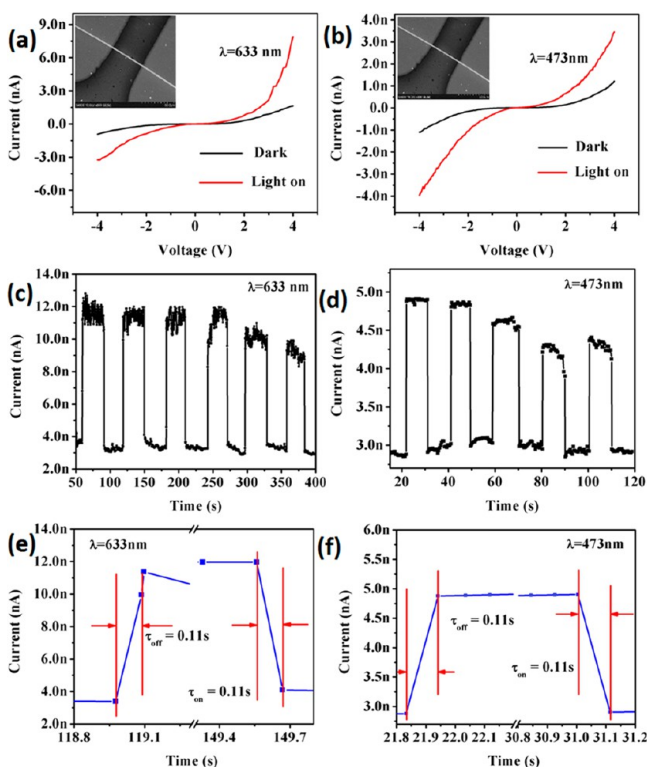 (a)
λ=633 nm
9.0n
6.0n
3.0n
0.0
-3.0n
-6.0n
Current (nA)
Dark
Light on
-4 -2 0 2 4
Voltage (V)
(b)
λ=473nm
4.0n
3.0n
2.0n
1.0n
0.0
-1.0n
-2.0n
-3.0n
-4.0n
Current (nA)
Dark
Light on
-4 -2 0 2 4
Voltage (V)
(c)
λ=633 nm
14.0n
12.0n
10.0n
8.0n
6.0n
4.0n
2.0n
Current (nA)
50 100 150 200 250 300 350 400
Time (s)
(d)
λ=473nm
5.0n
4.5n
4.0n
3.5n
3.0n
Current (nA)
20 40 60 80 100 120
Time (s)
(e)
λ=633nm
14.0n
12.0n
10.0n
8.0n
6.0n
4.0n
2.0n
Current (nA)
τoff = 0.11s
τon = 0.11s
118.8 119.1 149.4 149.7
Time (s)
(f)
λ=473nm
6.0n
5.5n
5.0n
4.5n
4.0n
3.5n
3.0n
Current (nA)
τoff = 0.11s
τon = 0.11s
21.8 21.9 22.0 22.1 30.8 30.9 31.0 31.1 31.2
Time (s)